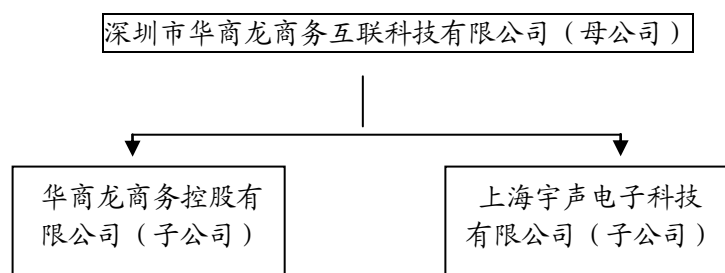 深圳市华商龙商务互联科技有限公司（母公司）
华商龙商务控股有
限公司（子公司）
上海宇声电子科技
有限公司（子公司）